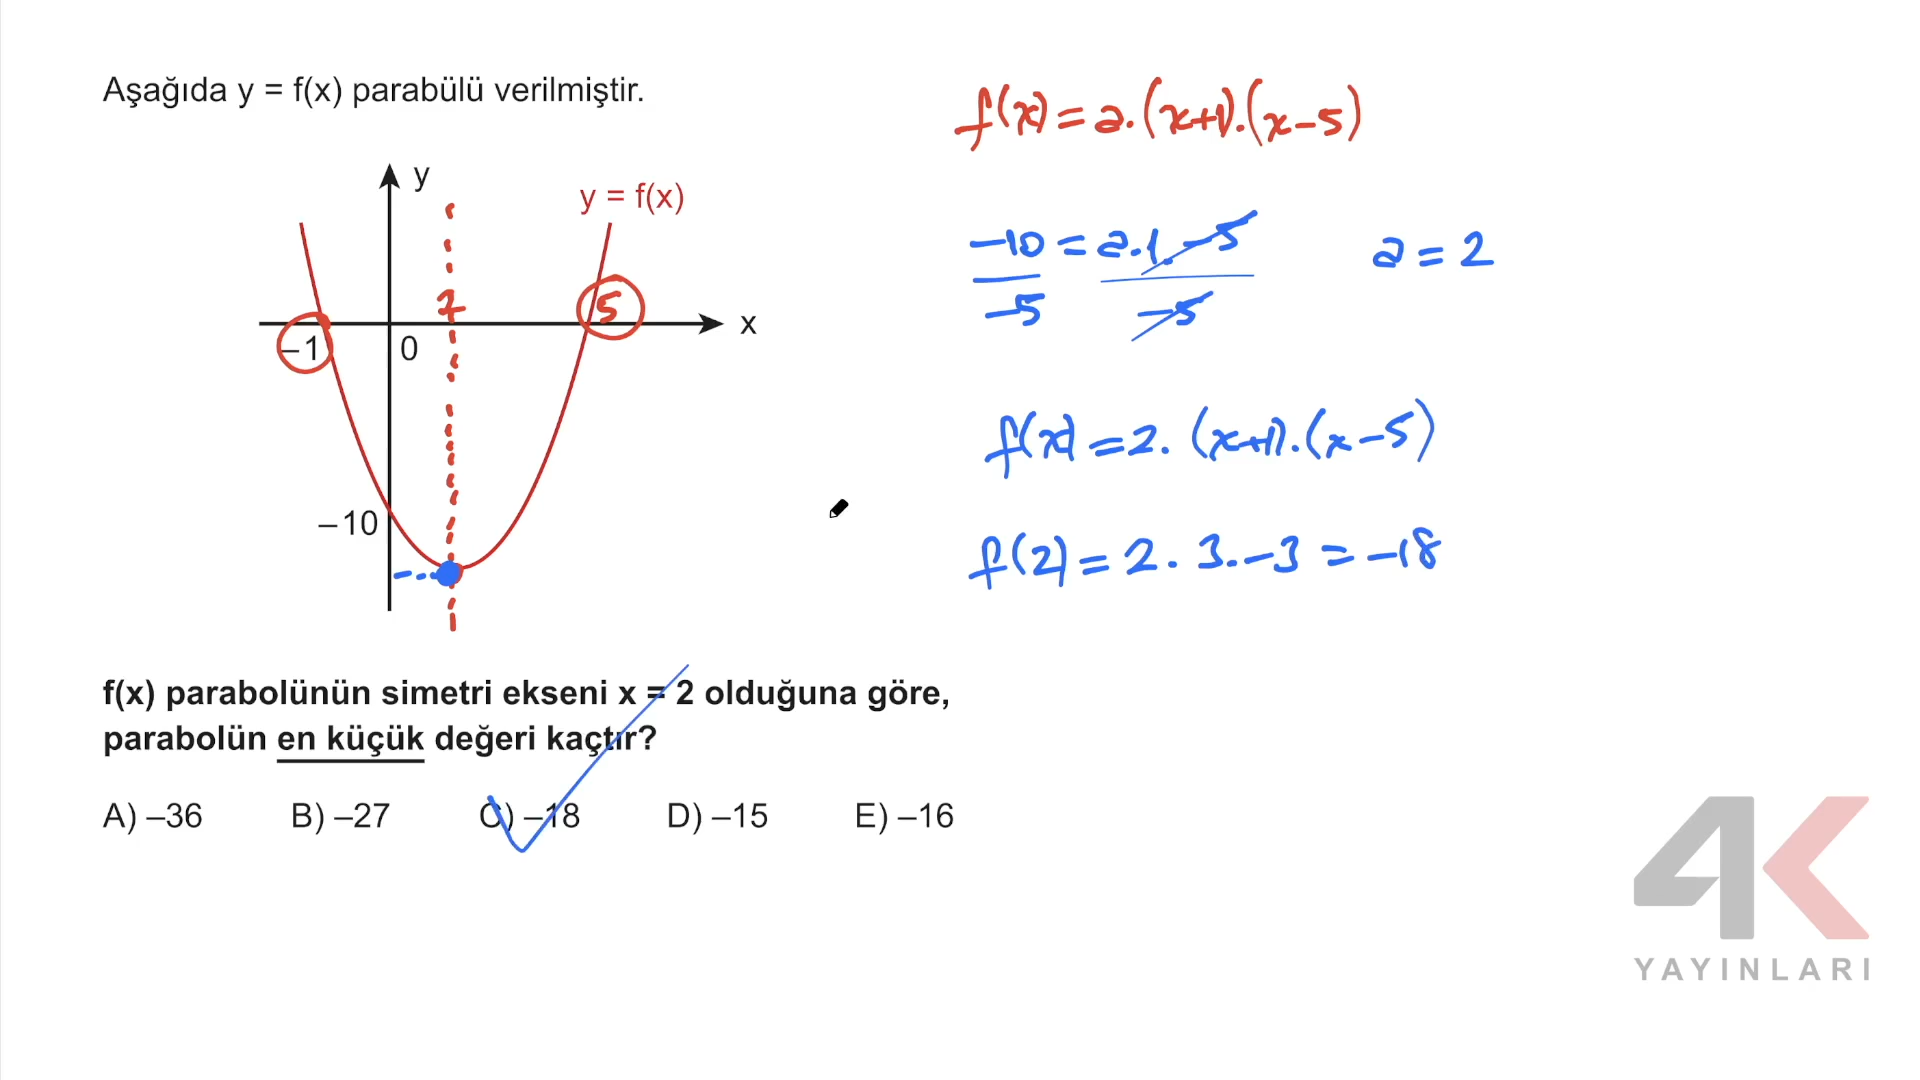 Aşağıda y = f(x) parabülü verilmiştir.
y
y = f(x)
2
5
x
–1
0
–10
f(x) = a.(x+1).(x–5)
–10 = a.1.–5
–5
–5
a = 2
f(x) = 2.(x+1).(x–5)
f(2) = 2.3.–3 = –18
f(x) parabolünün simetri ekseni x = 2 olduğuna göre,
parabolün en küçük değeri kaçtır?
A) –36 B) –27 C) –18 D) –15 E) –16
4K
YAYINLARI